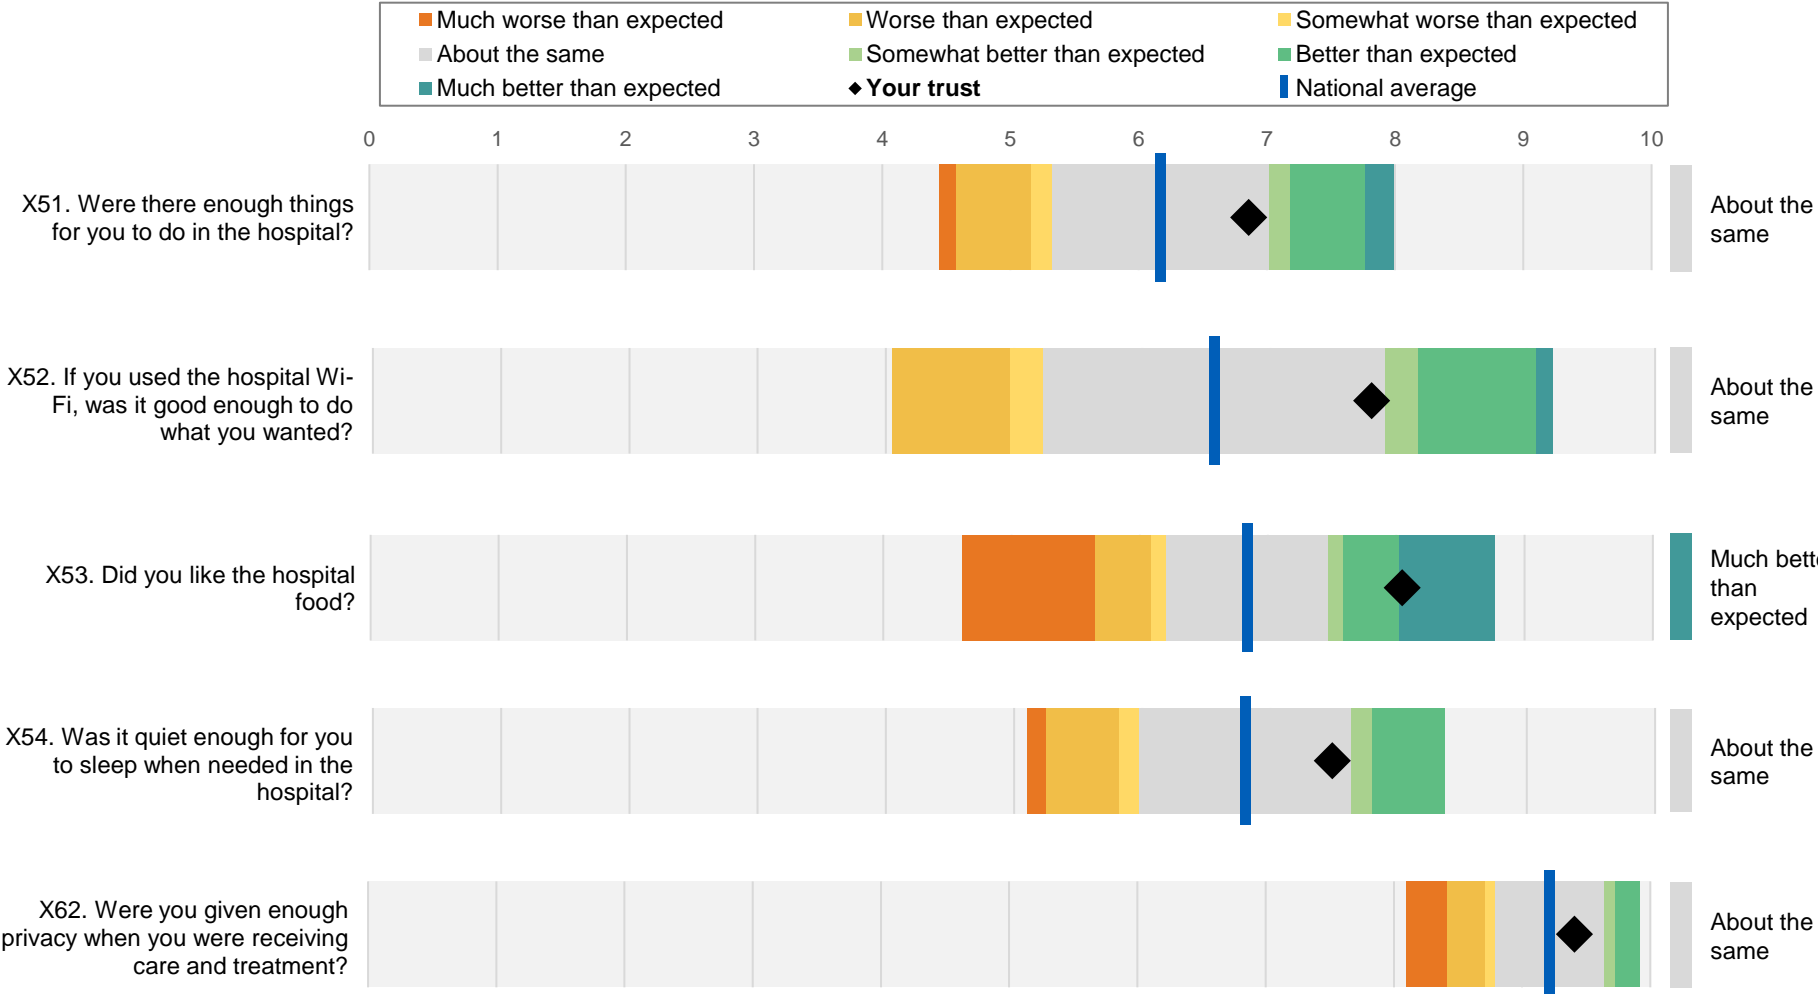 Much worse than expected
Worse than expected
Somewhat worse than expected
About the same
Somewhat better than expected
Better than expected
Much better than expected
Your trust
National average
0 1 2 3 4 5 6 7 8 9 10
X51. Were there enough things
for you to do in the hospital?
About the
same
X52. If you used the hospital Wi-
Fi, was it good enough to do
what you wanted?
About the
same
X53. Did you like the hospital
food?
Much bette
than
expected
X54. Was it quiet enough for you
to sleep when needed in the
hospital?
About the
same
X62. Were you given enough
privacy when you were receiving
care and treatment?
About the
same